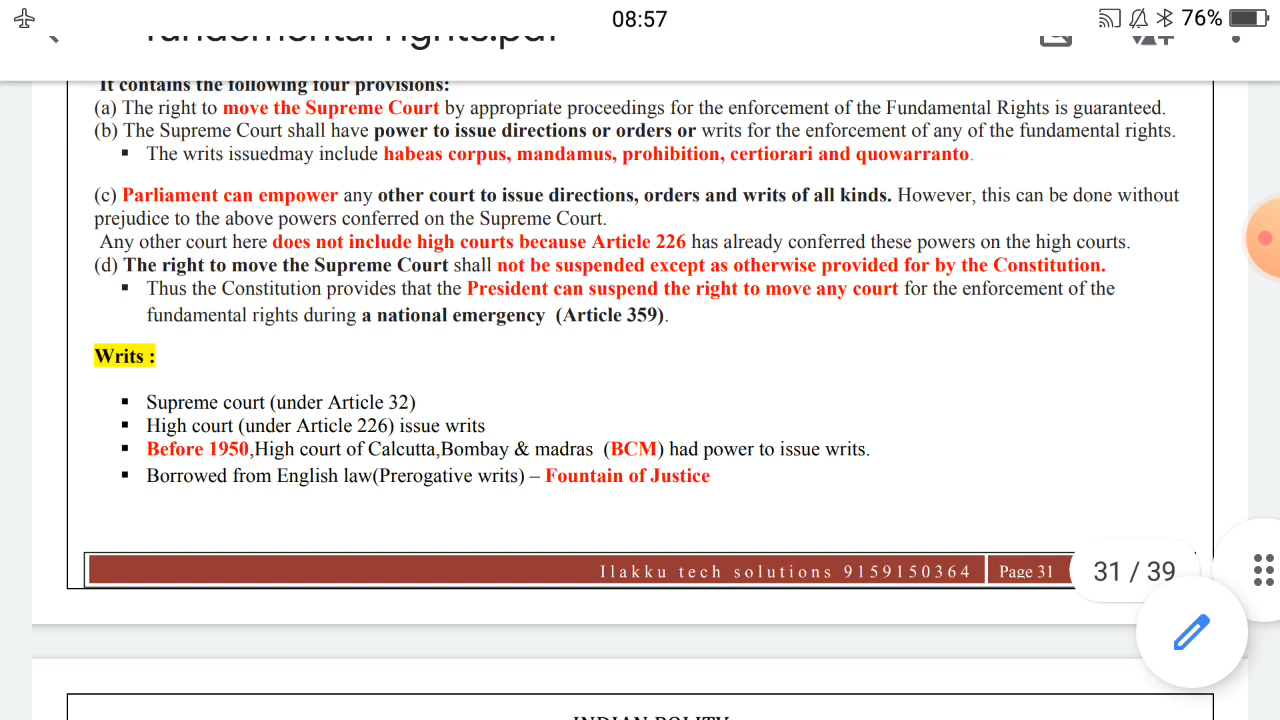 08:57
76%
fundamental rights.pdf
It contains the following four provisions:
(a) The right to move the Supreme Court by appropriate proceedings for the enforcement of the Fundamental Rights is guaranteed.
(b) The Supreme Court shall have power to issue directions or orders or writs for the enforcement of any of the fundamental rights.
▪ The writs issuedmay include habeas corpus, mandamus, prohibition, certiorari and quowarranto.
(c) Parliament can empower any other court to issue directions, orders and writs of all kinds. However, this can be done without
prejudice to the above powers conferred on the Supreme Court.
Any other court here does not include high courts because Article 226 has already conferred these powers on the high courts.
(d) The right to move the Supreme Court shall not be suspended except as otherwise provided for by the Constitution.
▪ Thus the Constitution provides that the President can suspend the right to move any court for the enforcement of the
fundamental rights during a national emergency (Article 359).
Writs :
▪ Supreme court (under Article 32)
▪ High court (under Article 226) issue writs
▪ Before 1950,High court of Calcutta,Bombay & madras (BCM) had power to issue writs.
▪ Borrowed from English law(Prerogative writs) – Fountain of Justice
Ilakku tech solutions 9159150364 Page 31
31 / 39
INDIAN POLITY